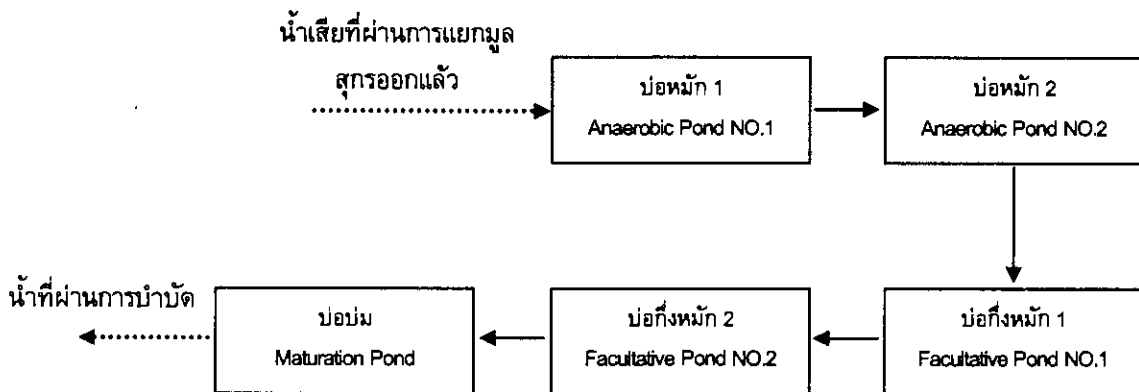 น้ำเสียที่ผ่านการแยกมูล
สุกรออกแล้ว
บ่อหมัก 1
Anaerobic Pond NO.1
บ่อหมัก 2
Anaerobic Pond NO.2
บ่อกึ่งหมัก 1
Facultative Pond NO.1
บ่อกึ่งหมัก 2
Facultative Pond NO.2
บ่อบ่ม
Maturation Pond
น้ำที่ผ่านการบำบัด